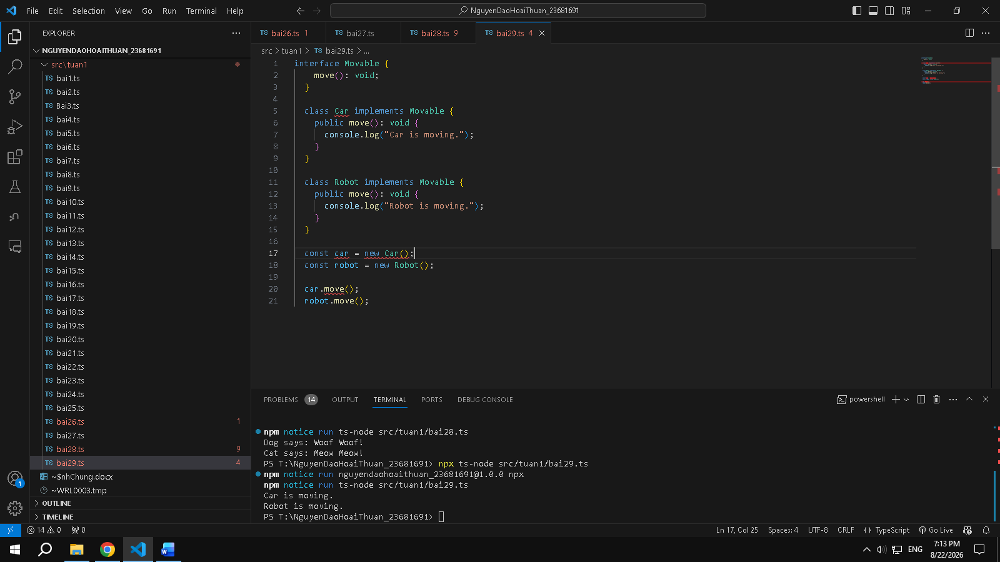 File Edit Selection View Go Run Terminal Help
NguyenDaoHoaiThuan_23681691
EXPLORER
NGUYENDAOHOAITHUAN_23681691
src\tuan1
TS bai1.ts
TS bai2.ts
TS Bai3.ts
TS bai4.ts
TS bai5.ts
TS bai6.ts
TS bai7.ts
TS bai8.ts
TS bai9.ts
TS bai10.ts
TS bai11.ts
TS bai12.ts
TS bai13.ts
TS bai14.ts
TS bai15.ts
TS bai16.ts
TS bai17.ts
TS bai18.ts
TS bai19.ts
TS bai20.ts
TS bai21.ts
TS bai22.ts
TS bai23.ts
TS bai24.ts
TS bai25.ts
TS bai26.ts 1
TS bai27.ts
TS bai28.ts 9
TS bai29.ts 4
~$nhChung.docx
~WRL0003.tmp
OUTLINE
TIMELINE
TS bai26.ts 1 TS bai27.ts TS bai28.ts 9 TS bai29.ts 4
src > tuan1 > TS bai29.ts > ...
1 interface Movable {
2 move(): void;
3 }
4
5 class Car implements Movable {
6 public move(): void {
7 console.log("Car is moving.");
8 }
9 }
10
11 class Robot implements Movable {
12 public move(): void {
13 console.log("Robot is moving.");
14 }
15 }
16
17 const car = new Car();
18 const robot = new Robot();
19
20 car.move();
21 robot.move();
PROBLEMS 14 OUTPUT TERMINAL PORTS DEBUG CONSOLE
powershell
npm notice run ts-node src/tuan1/bai28.ts
Dog says: Woof Woof!
Cat says: Meow Meow!
PS T:\NguyenDaoHoaiThuan_23681691> npx ts-node src/tuan1/bai29.ts
npm notice run nguyendaohoaithuan_23681691@1.0.0 npx
npm notice run ts-node src/tuan1/bai29.ts
Car is moving.
Robot is moving.
PS T:\NguyenDaoHoaiThuan_23681691>
1
14 0 0
Ln 17, Col 25 Spaces: 4 UTF-8 CRLF {} TypeScript Go Live
ENG
7:13 PM
8/22/2026